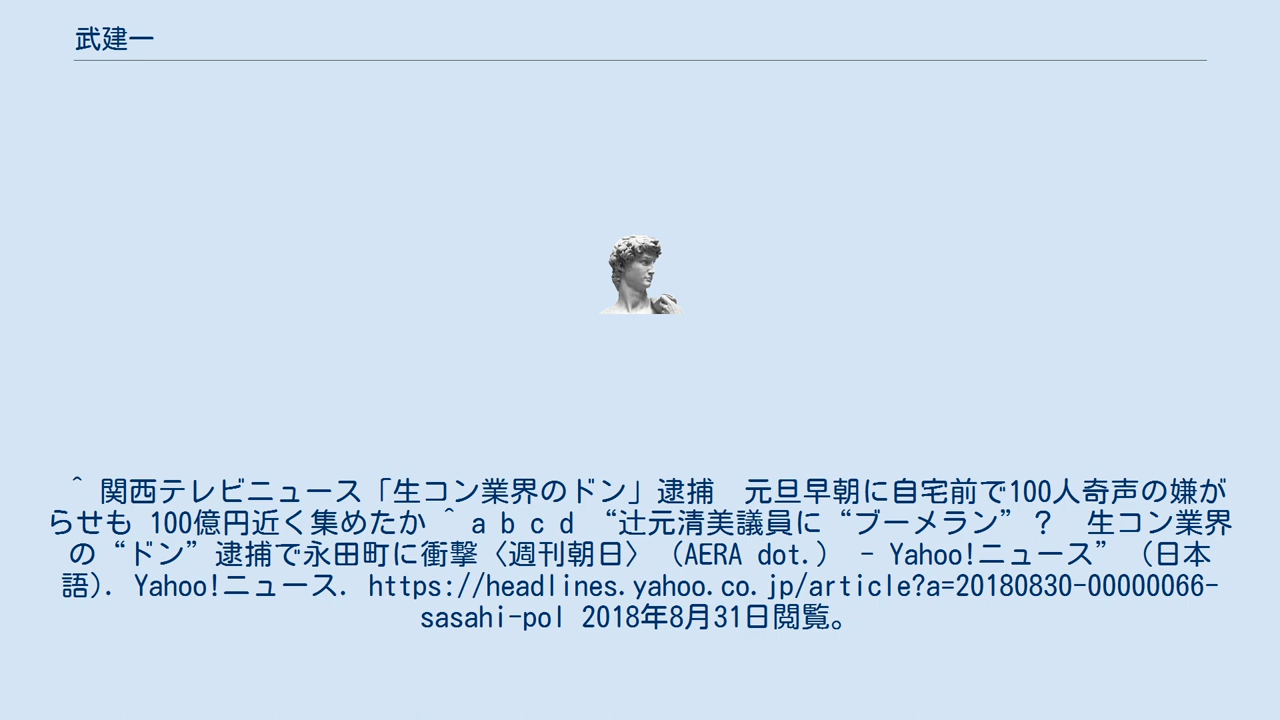 武建一
^ 関西テレビニュース「生コン業界のドン」逮捕　元旦早朝に自宅前で100人奇声の嫌が
らせも 100億円近く集めたか ^ a b c d “辻元清美議員に“ブーメラン”？　生コン業界
の“ドン”逮捕で永田町に衝撃〈週刊朝日〉（AERA dot.） - Yahoo!ニュース” （日本
語). Yahoo!ニュース. https://headlines.yahoo.co.jp/article?a=20180830-00000066-
sasahi-pol 2018年8月31日閲覧。